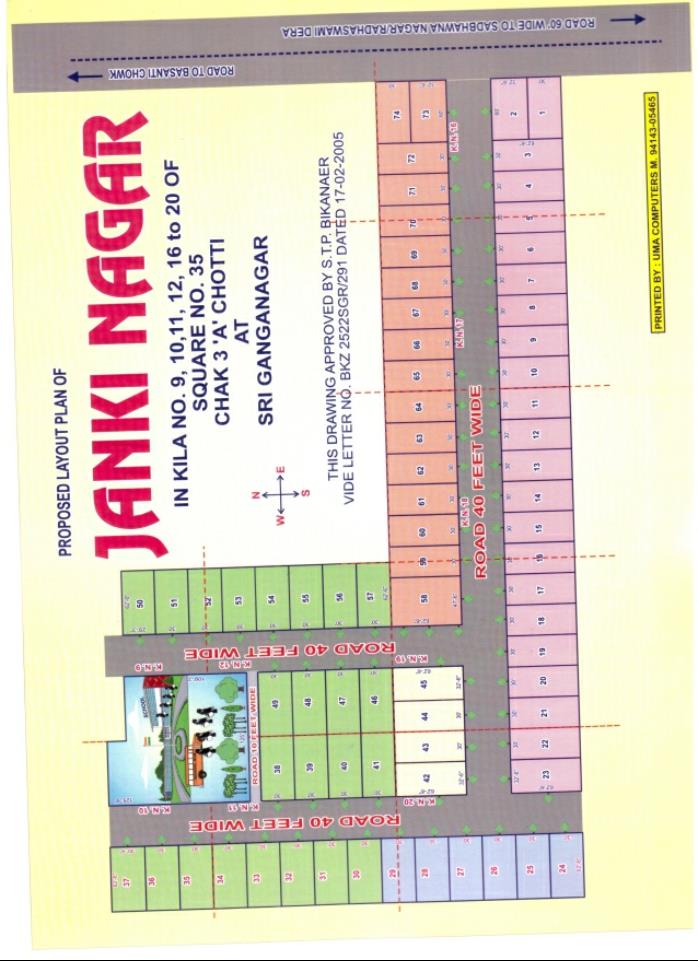 PROPOSED LAYOUT PLAN OF
JANKI NAGAR
IN KILA NO. 9, 10,11, 12, 16 to 20 OF
SQUARE NO. 35
CHAK 3 'A' CHOTTI
AT
SRI GANGANAGAR
THIS DRAWING APPROVED BY S.T.P. BIKANAER
VIDE LETTER NO. BKZ 2522SGR/291 DATED 17-02-2005
N
W E
S
ROAD TO BASANTI CHOWK
ROAD 60' WIDE TO SADBHAWNA NAGAR/RADHASWAMI DERA
37
36
35
34
33
32
31
30
29
28
27
26
25
24
ROAD 40 FEET WIDE
K. N. 10
K. N. 11
K. N. 20
SCHOOL
ROAD 10 FEET WIDE
38 49
39 48
40 47
41 46
42 43 44 45
K. N. 9
K. N. 12
K. N. 19
ROAD 40 FEET WIDE
50
51
52
53
54
55
56
57
58 59 60 61 62 63 64 65 66 67 68 69 70 71 72 73 74
K. N. 18
K. N. 17
K. N. 16
ROAD 40 FEET WIDE
23 22 21 20 19 18 17 16 15 14 13 12 11 10 9 8 7 6 5 4 3 2 1
PRINTED BY : UMA COMPUTERS M. 94143-05465